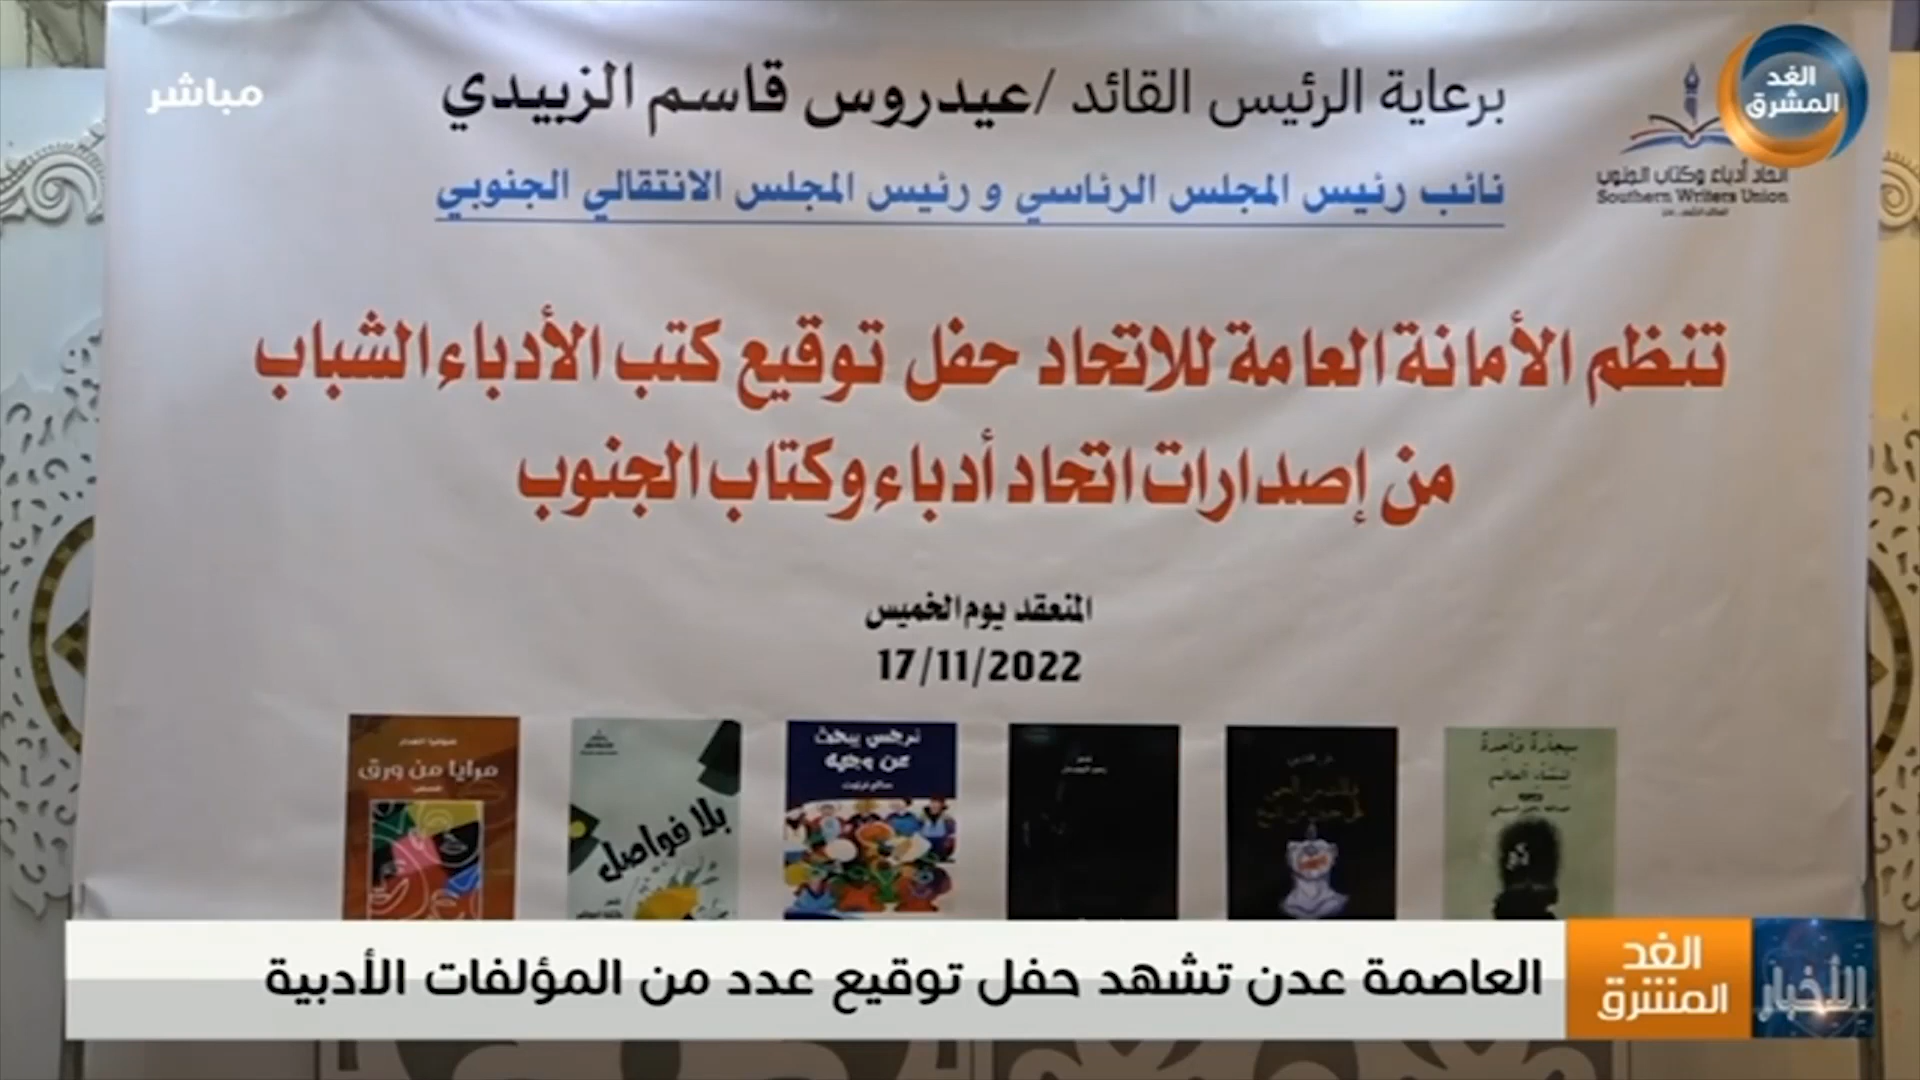 مباشر
الغد
المشرق
برعاية الرئيس القائد /عيدروس قاسم الزبيدي
نائب رئيس المجلس الرئاسي و رئيس المجلس الانتقالي الجنوبي
اتحاد أدباء وكتاب الجنوب
Southern Writers Union
تنظم الأمانة العامة للاتحاد حفل توقيع كتب الأدباء الشباب
من إصدارات اتحاد أدباء وكتاب الجنوب
المنعقد يوم الخميس
17/11/2022
سيجارة واحدة
نرجس يبحث
عن وجهه
مرايا من ورق
بلا فواصل
العاصمة عدن تشهد حفل توقيع عدد من المؤلفات الأدبية
الغد
المشرق
الأخبار